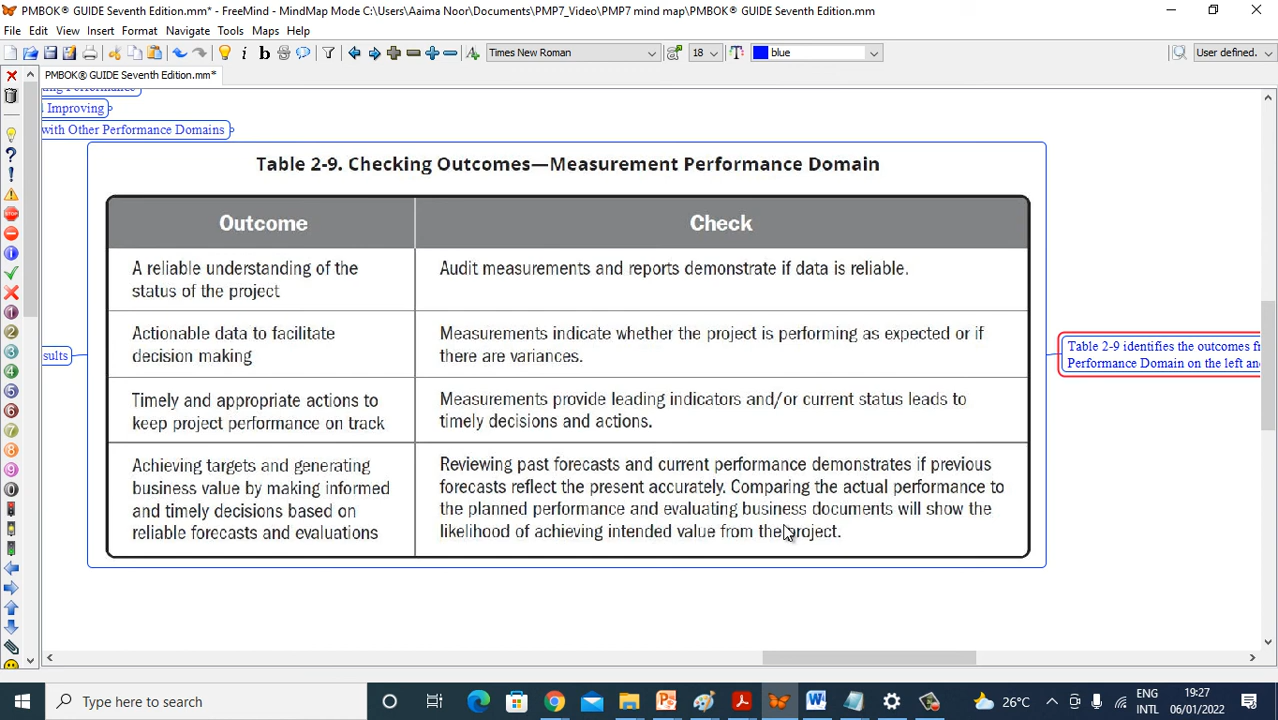 PMBOK® GUIDE Seventh Edition.mm* - FreeMind - MindMap Mode C:\Users\Aaima Noor\Documents\PMP7_Video\PMP7 mind map\PMBOK® GUIDE Seventh Edition.mm
File Edit View Insert Format Navigate Tools Maps Help
Times New Roman 18 blue User defined.
PMBOK® GUIDE Seventh Edition.mm*
Performance
Improving
with Other Performance Domains
Table 2-9. Checking Outcomes—Measurement Performance Domain
Outcome Check
A reliable understanding of the
status of the project
Audit measurements and reports demonstrate if data is reliable.
Actionable data to facilitate
decision making
Measurements indicate whether the project is performing as expected or if
there are variances.
Timely and appropriate actions to
keep project performance on track
Measurements provide leading indicators and/or current status leads to
timely decisions and actions.
Achieving targets and generating
business value by making informed
and timely decisions based on
reliable forecasts and evaluations
Reviewing past forecasts and current performance demonstrates if previous
forecasts reflect the present accurately. Comparing the actual performance to
the planned performance and evaluating business documents will show the
likelihood of achieving intended value from the project.
sults
Table 2-9 identifies the outcomes
Performance Domain on the left
Type here to search
26°C
ENG
INTL
19:27
06/01/2022